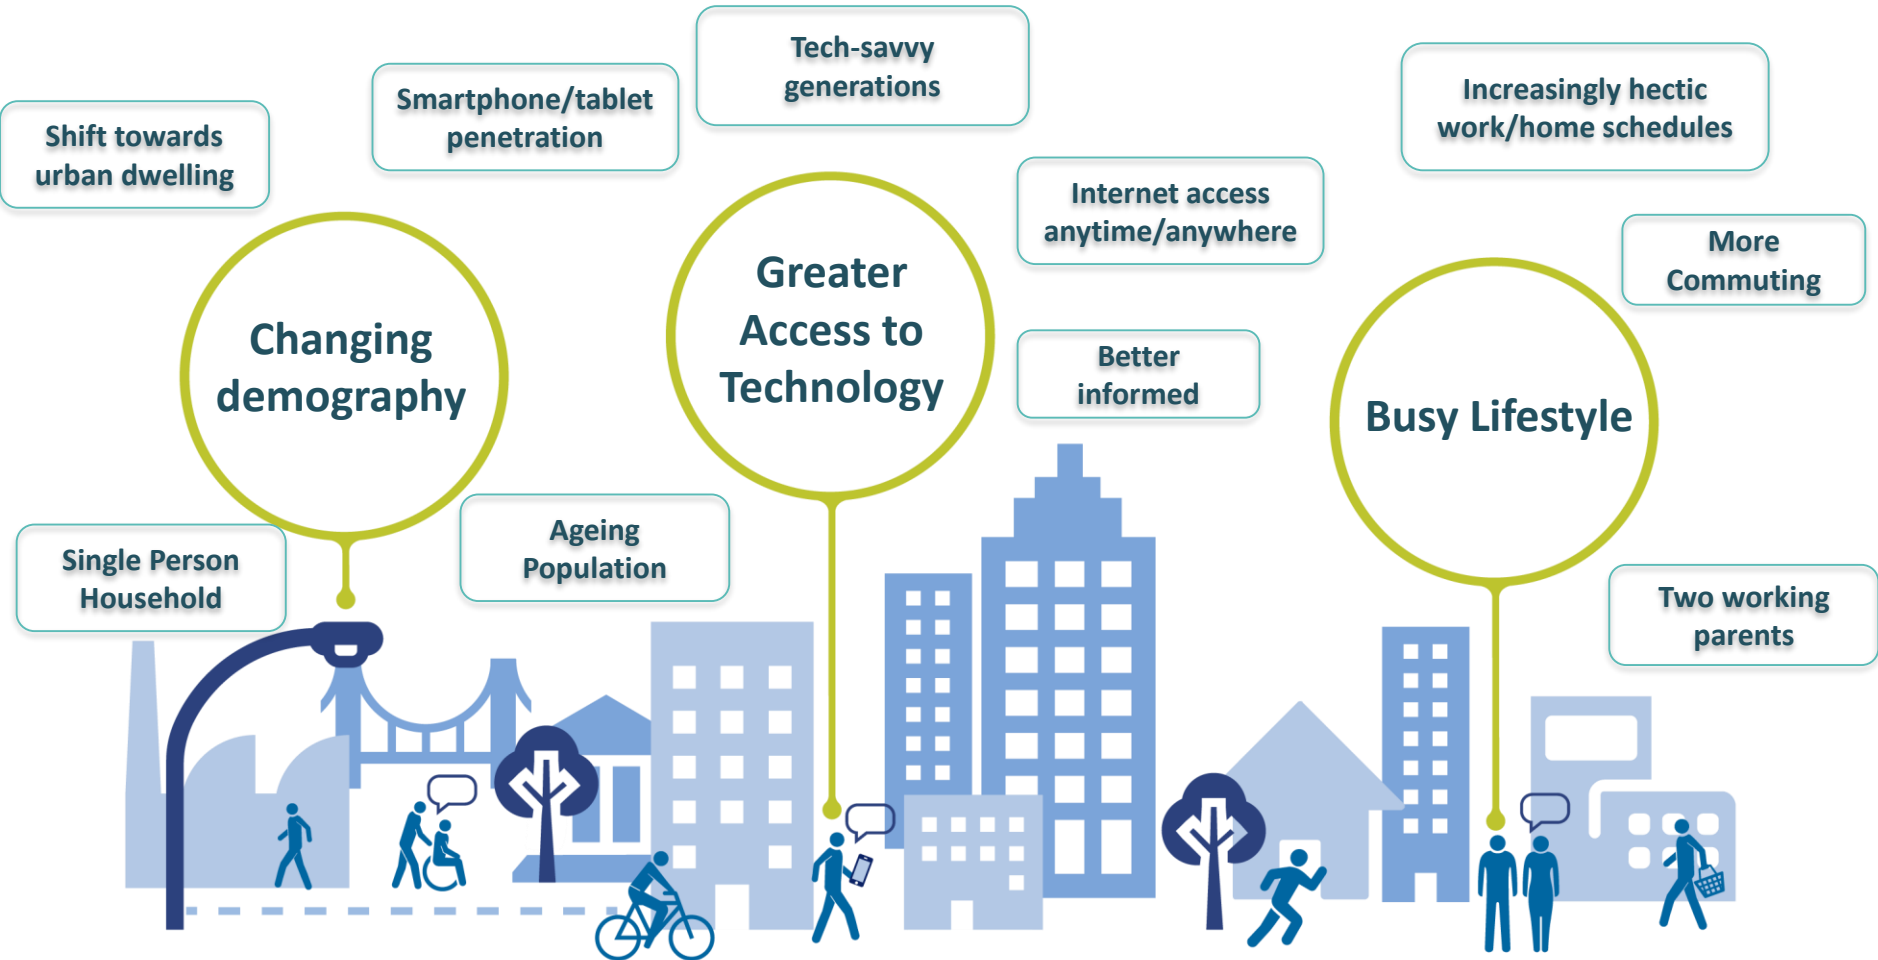 Shift towards
urban dwelling
Smartphone/tablet
penetration
Tech-savvy
generations
Internet access
anytime/anywhere
Better
informed
Increasingly hectic
work/home schedules
More
Commuting
Changing
demography
Greater
Access to
Technology
Busy Lifestyle
Single Person
Household
Ageing
Population
Two working
parents